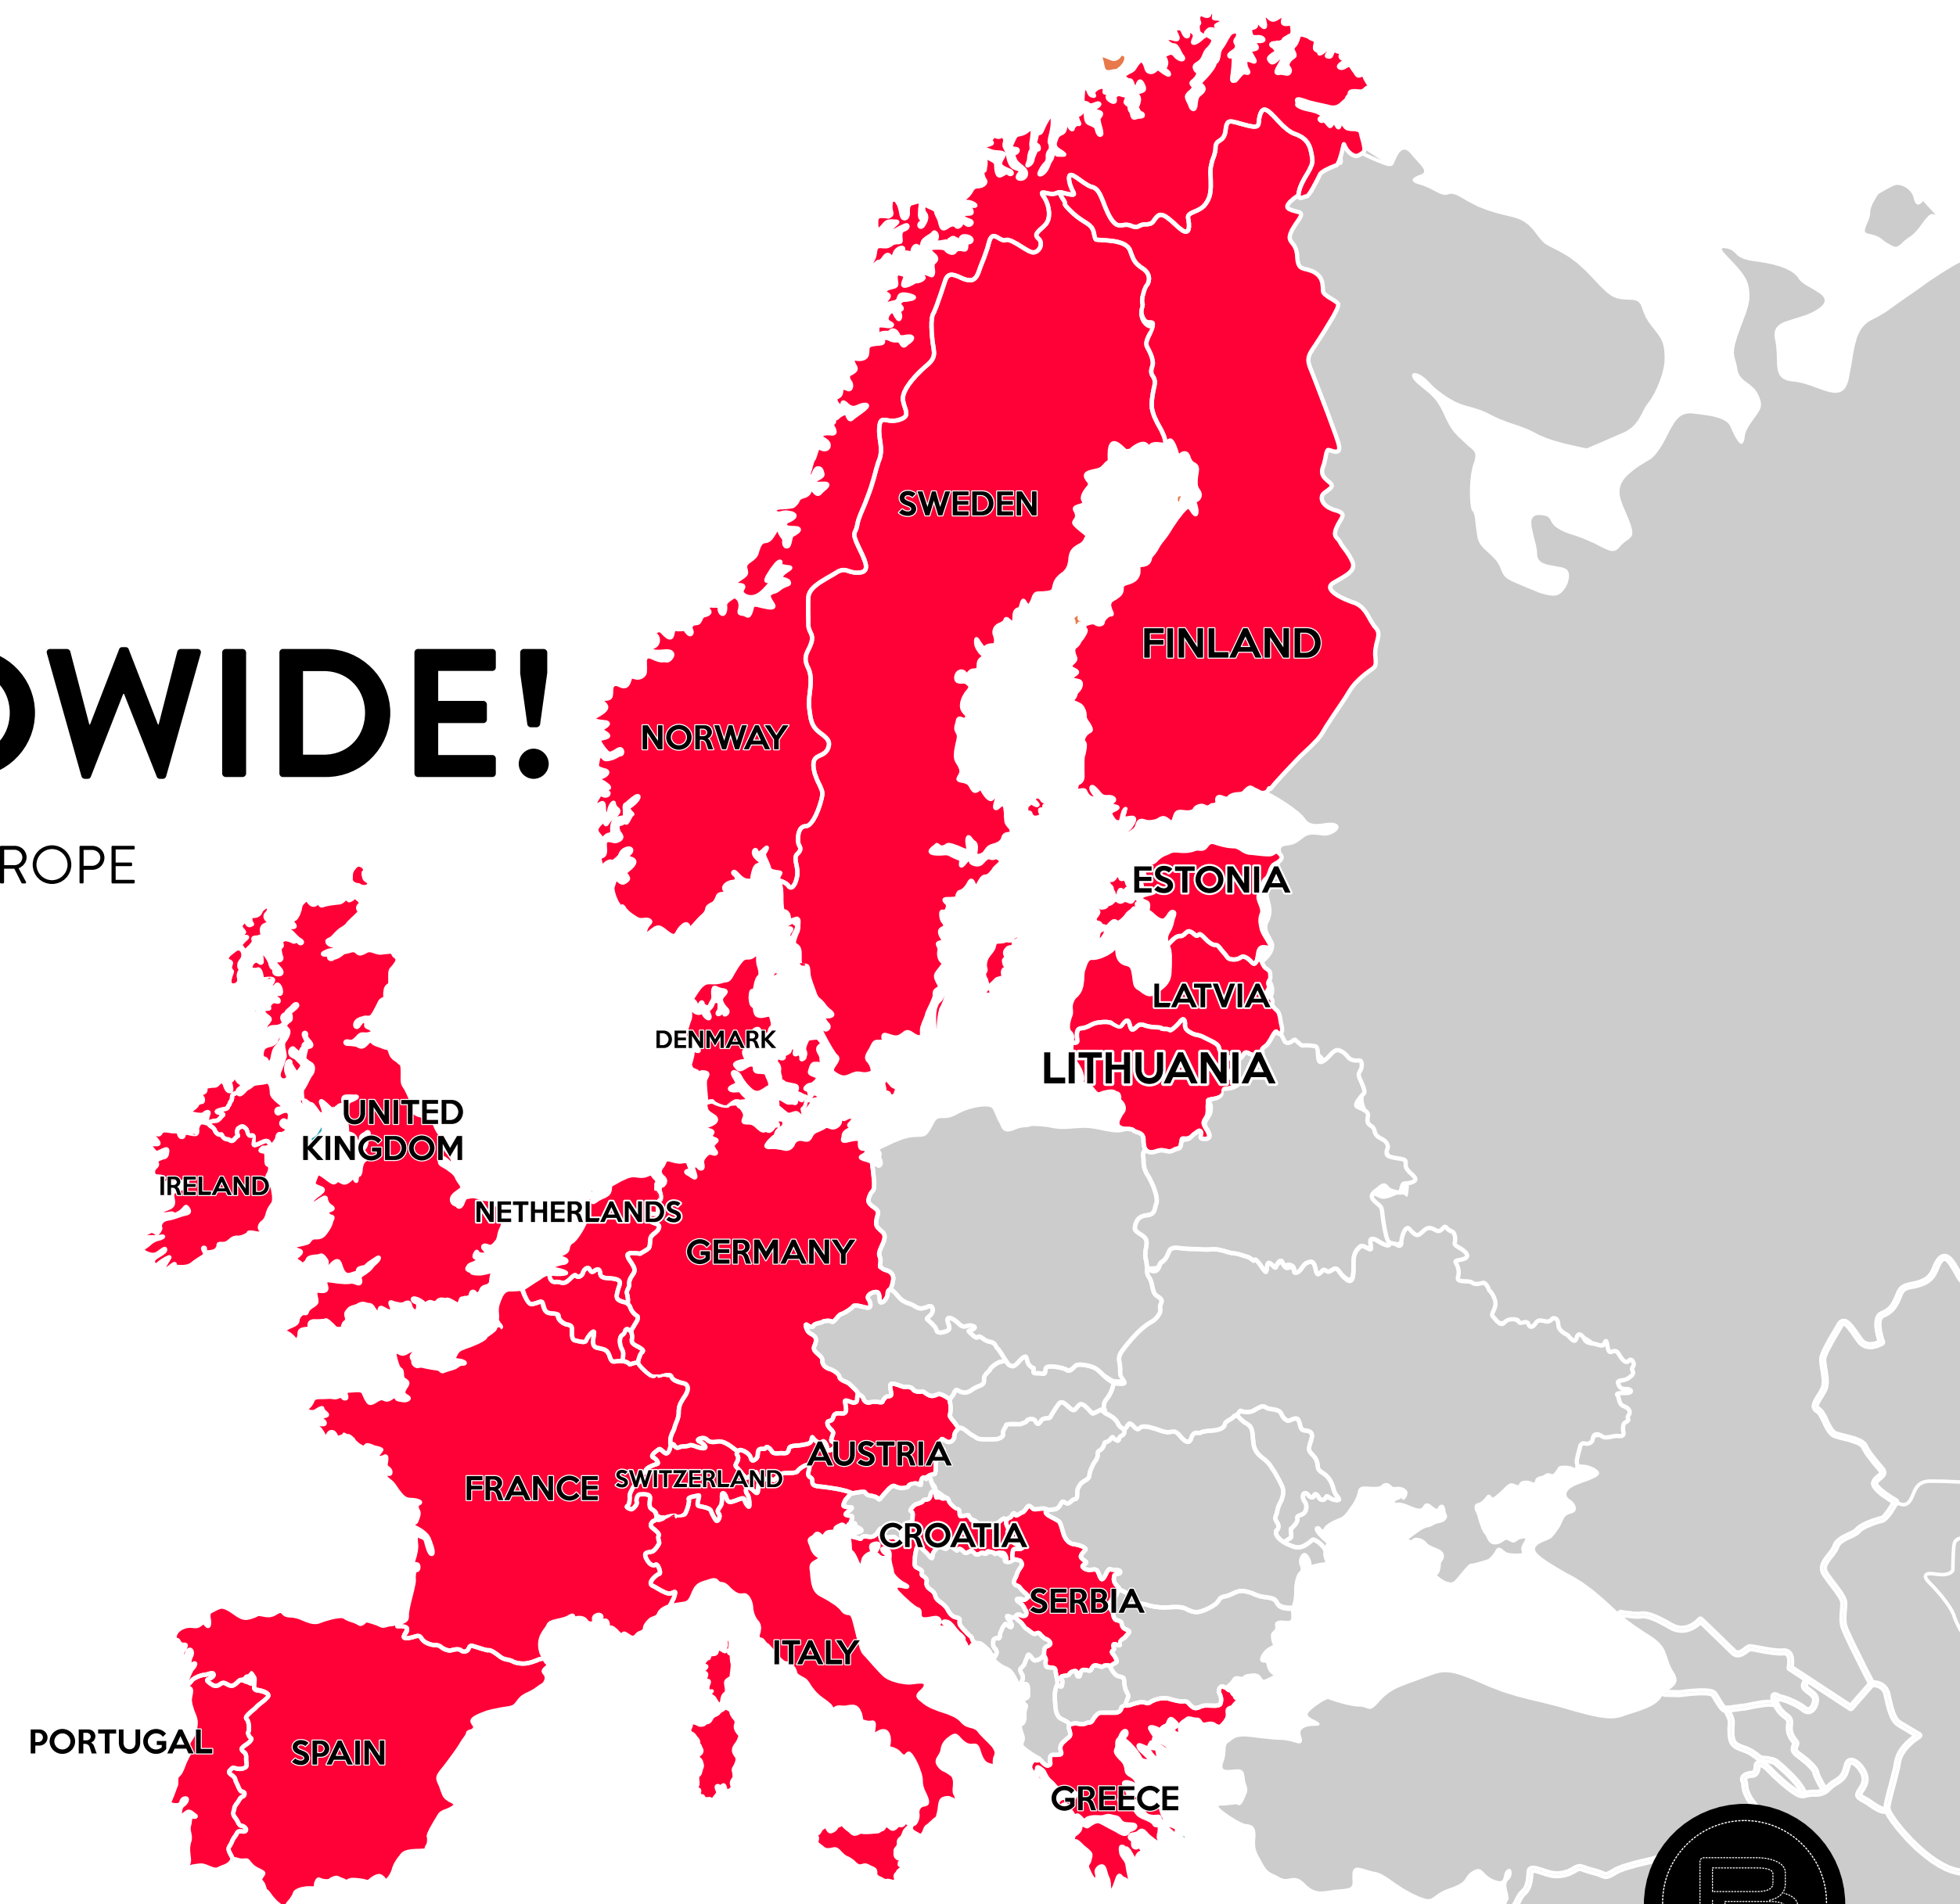 OWIDE!
ROPE
SWEDEN
FINLAND
NORWAY
ESTONIA
LATVIA
DENMARK
LITHUANIA
UNITED
KINGDOM
IRELAND
NETHERLANDS
GERMANY
AUSTRIA
SWITZERLAND
FRANCE
CROATIA
SERBIA
ITALY
PORTUGAL
SPAIN
GREECE
B